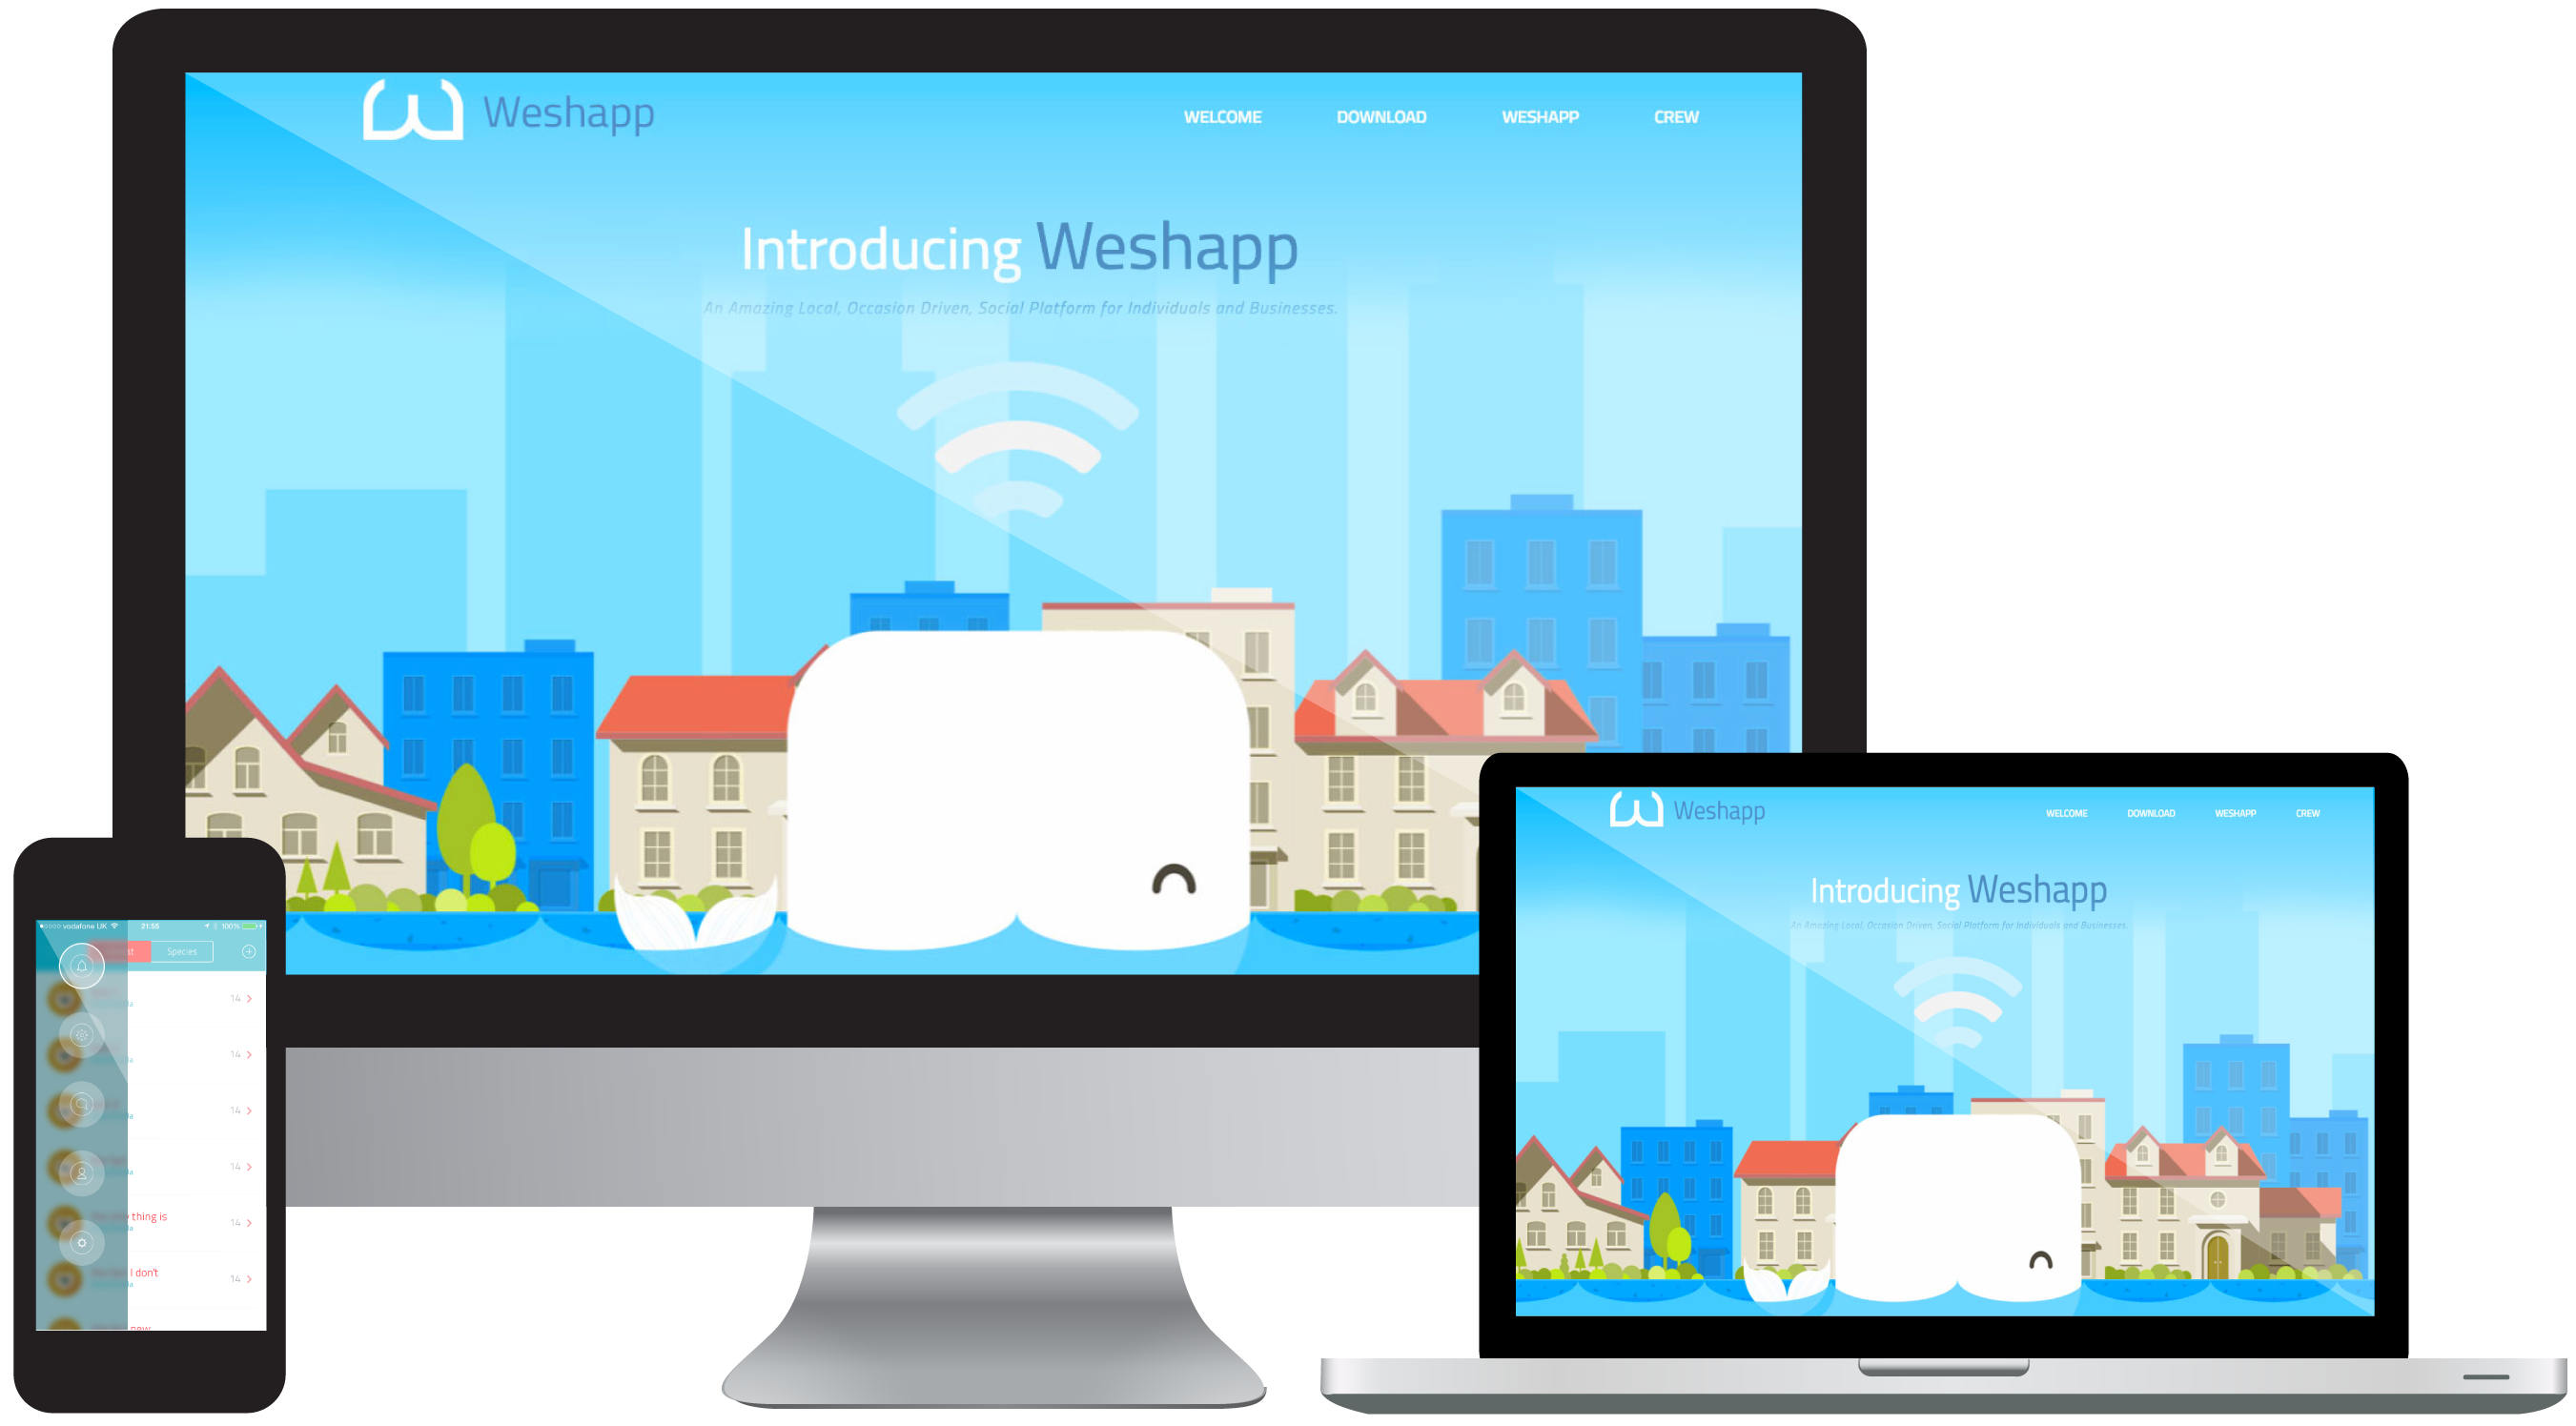 Weshapp
WELCOME DOWNLOAD WESHAPP CREW
Introducing Weshapp
An Amazing Local, Occasion Driven, Social Platform for Individuals and Businesses.
vodafone UK 21:55 100%
Species
14
14
14
14
thing is
14
I don't
14
Weshapp
WELCOME DOWNLOAD WESHAPP CREW
Introducing Weshapp
An Amazing Local, Occasion Driven, Social Platform for Individuals and Businesses.